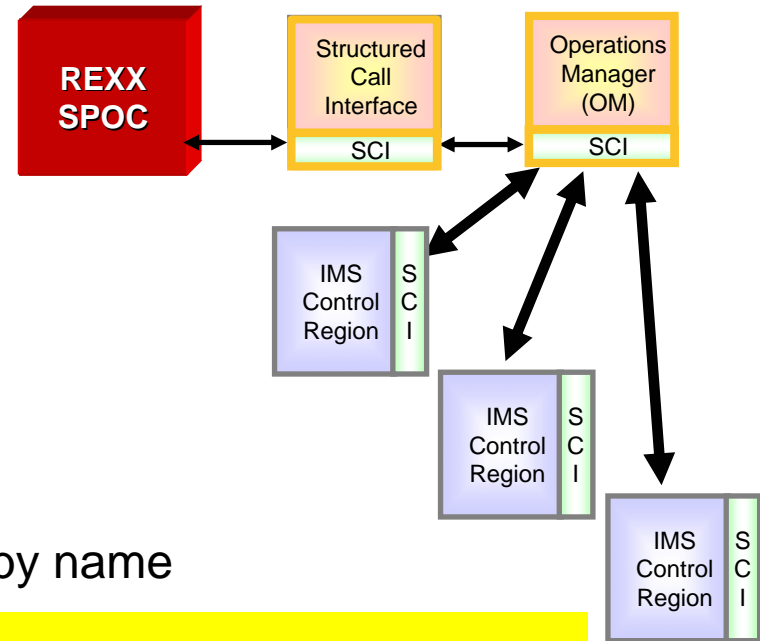 REXX
SPOC
Structured
Call
Interface
SCI
Operations
Manager
(OM)
SCI
IMS
Control
Region
S
C
I
IMS
Control
Region
S
C
I
IMS
Control
Region
S
C
I
by name